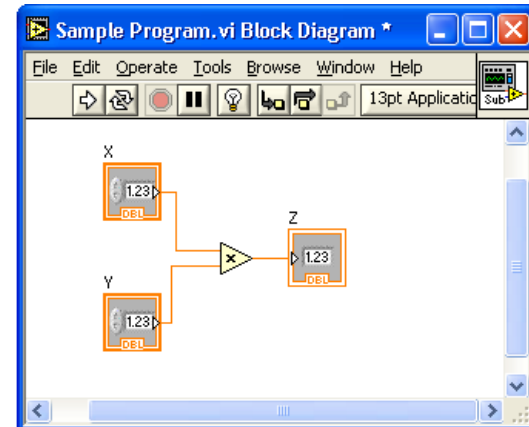 Sample Program.vi Block Diagram *
File Edit Operate Tools Browse Window Help
13pt Applicatic
Sub
X
1.23
DBL
Z
1.23
DBL
Y
1.23
DBL